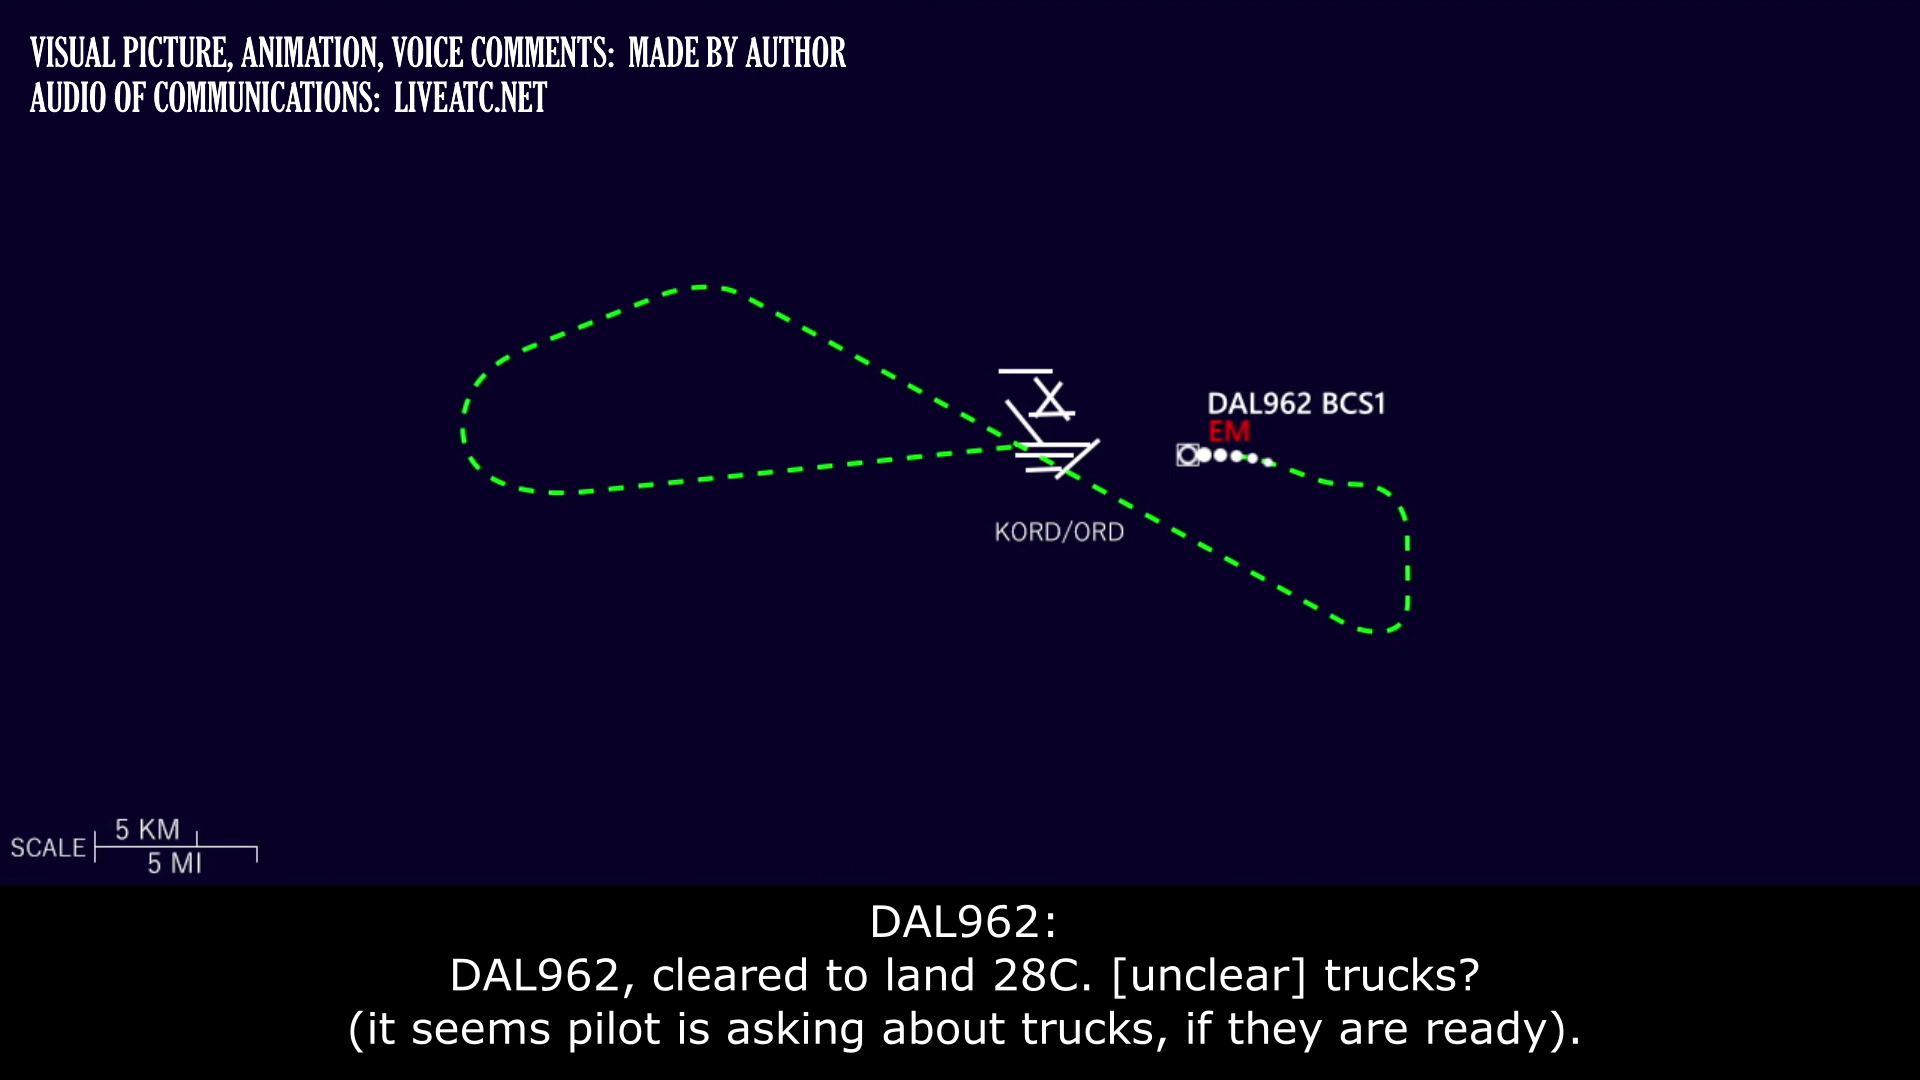 VISUAL PICTURE, ANIMATION, VOICE COMMENTS: MADE BY AUTHOR
AUDIO OF COMMUNICATIONS: LIVEATC.NET
DAL962 BCS1
EM
KORD/ORD
5 KM
SCALE
5 MI
DAL962:
DAL962, cleared to land 28C. [unclear] trucks?
(it seems pilot is asking about trucks, if they are ready).